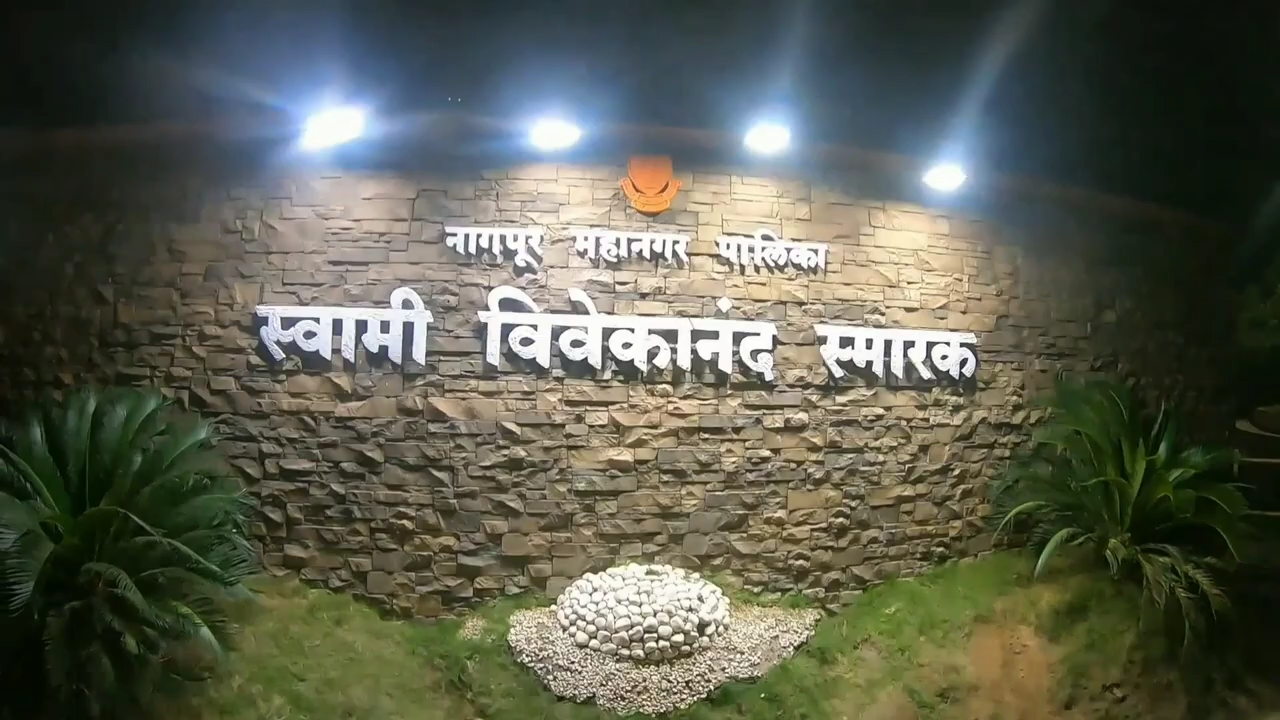 नागपूर महानगर पालिका
स्वामी विवेकानंद स्मारक